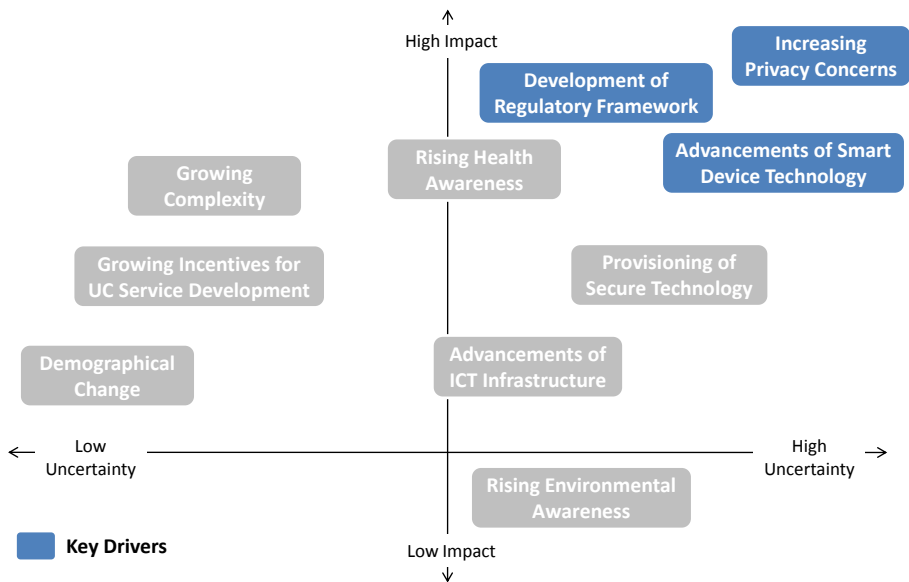 High Impact
Increasing
Privacy Concerns
Development of
Regulatory Framework
Rising Health
Awareness
Advancements of Smart
Device Technology
Growing
Complexity
Growing Incentives for
UC Service Development
Provisioning of
Secure Technology
Demographical
Change
Advancements of
ICT Infrastructure
Low
Uncertainty
High
Uncertainty
Rising Environmental
Awareness
Key Drivers
Low Impact